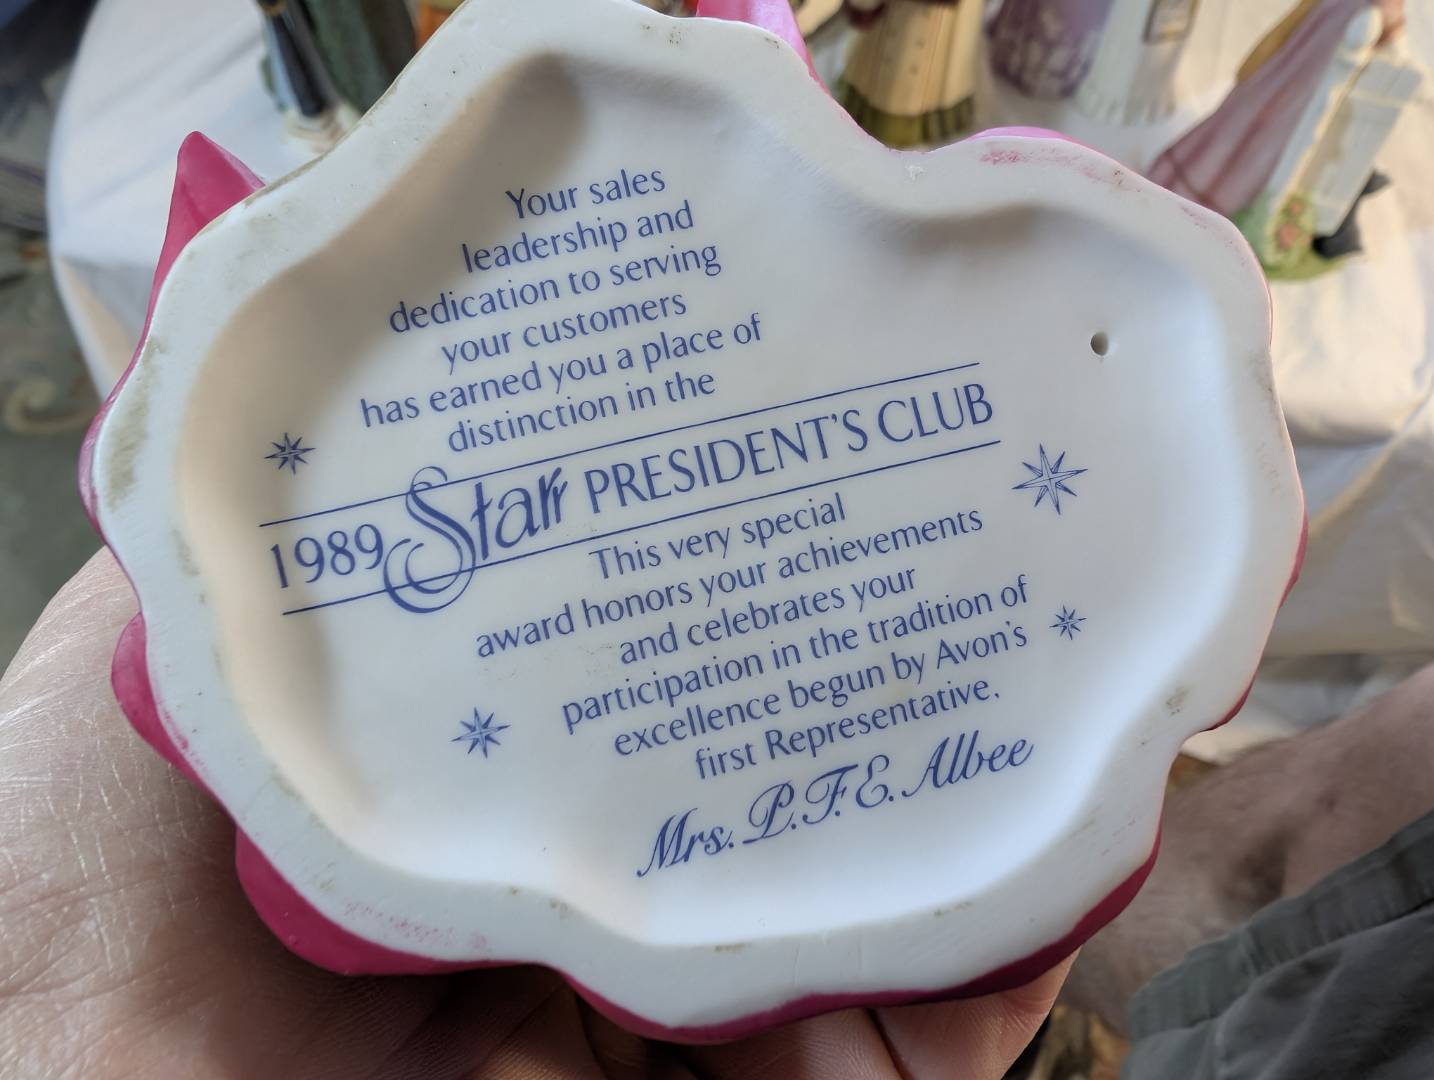 Your sales
leadership and
dedication to serving
your customers
has earned you a place of
distinction in the
1989 Starr PRESIDENT'S CLUB
This very special
award honors your achievements
and celebrates your
participation in the tradition of
excellence begun by Avon's
first Representative,
Mrs. P.F.E. Albee